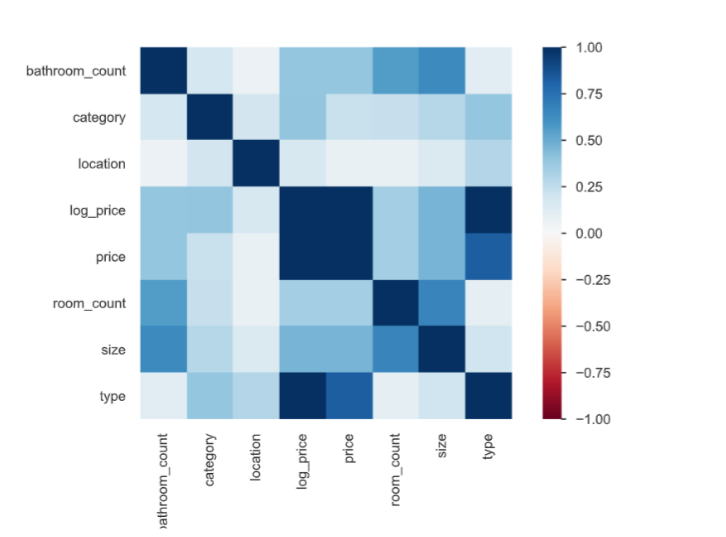 bathroom_count
category
location
log_price
price
room_count
size
type
athroom_count
category
location
log_price
price
room_count
size
type
1.00
0.75
0.50
0.25
0.00
−0.25
−0.50
−0.75
−1.00